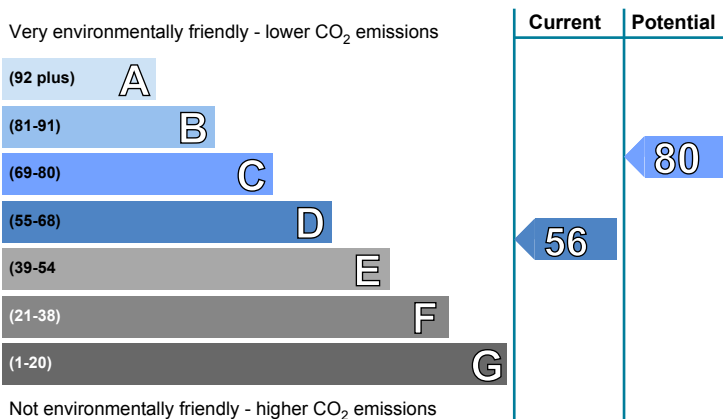 Very environmentally friendly - lower CO2 emissions
Current
Potential
(92 plus) A
(81-91) B
(69-80) C
80
(55-68) D
56
(39-54 E
(21-38) F
(1-20) G
Not environmentally friendly - higher CO2 emissions